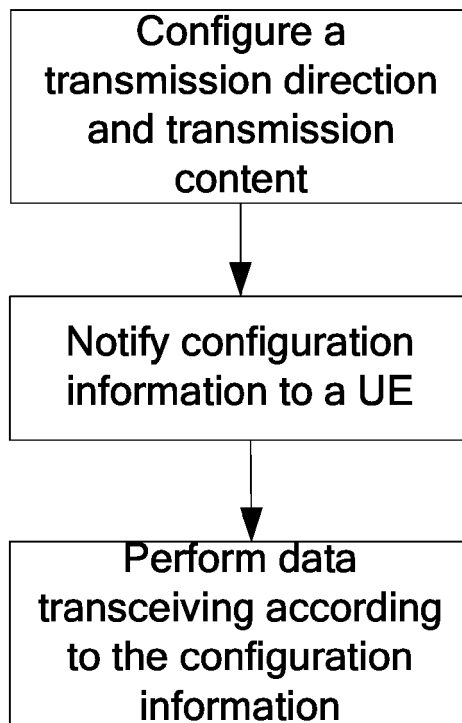 Configure a
transmission direction
and transmission
content
Notify configuration
information to a UE
Perform data
transceiving according
to the configuration
information